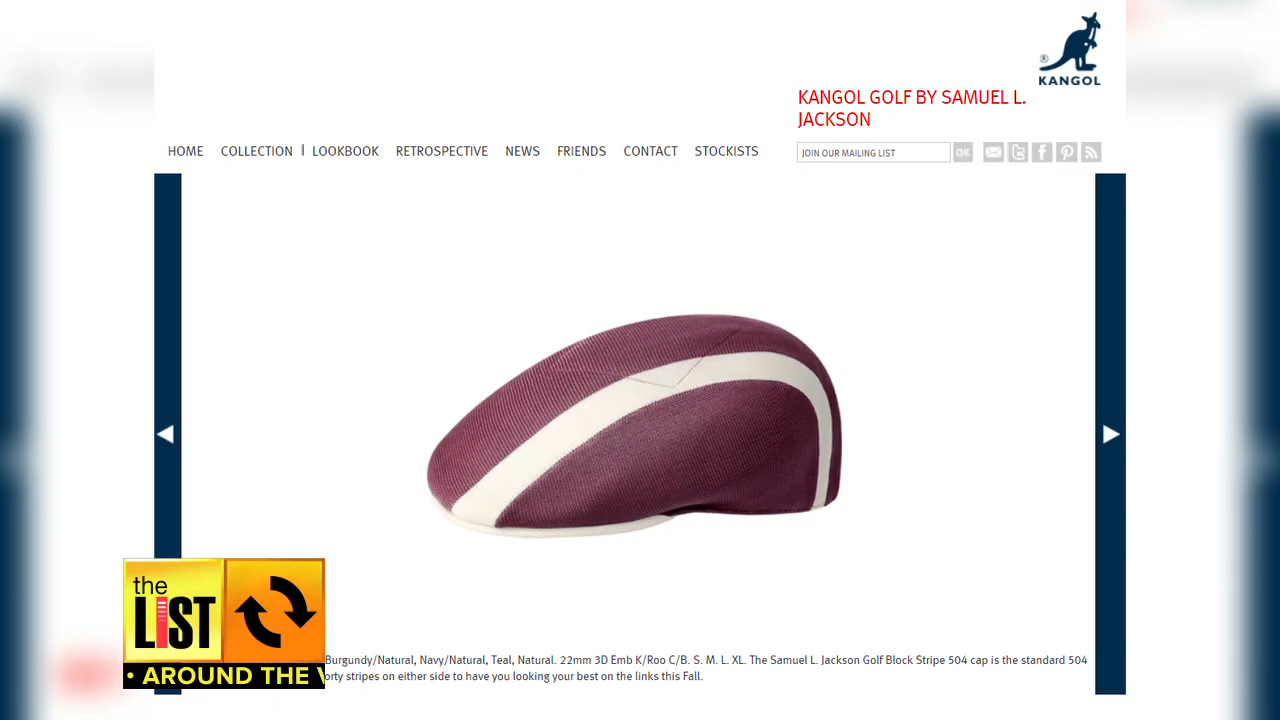 ® KANGOL
KANGOL GOLF BY SAMUEL L.
JACKSON
HOME COLLECTION | LOOKBOOK RETROSPECTIVE NEWS FRIENDS CONTACT STOCKISTS
JOIN OUR MAILING LIST OK
Burgundy/Natural, Navy/Natural, Teal, Natural. 22mm 3D Emb K/Roo C/B. S. M. L. XL. The Samuel L. Jackson Golf Block Stripe 504 cap is the standard 504
orty stripes on either side to have you looking your best on the links this Fall.
the
LIST
• AROUND THE